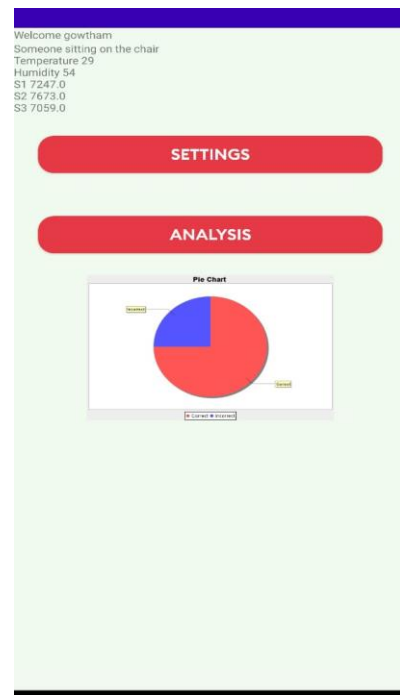 Welcome gowtham
Someone sitting on the chair
Temperature 29
Humidity 54
S1 7247.0
S2 7673.0
S3 7059.0
SETTINGS
ANALYSIS
Pie Chart
Incorrect
Correct
Correct Incorrect